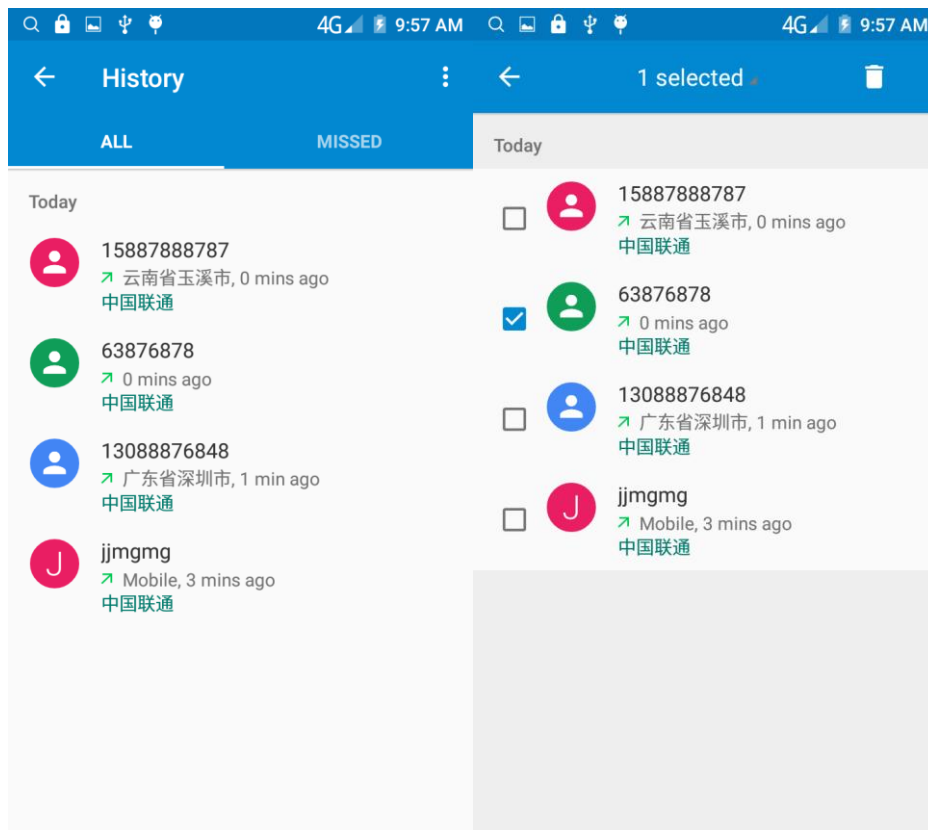 4G 9:57 AM
History
ALL MISSED
Today
15887888787
云南省玉溪市, 0 mins ago
中国联通
63876878
0 mins ago
中国联通
13088876848
广东省深圳市, 1 min ago
中国联通
J
jjmgmg
Mobile, 3 mins ago
中国联通
4G 9:57 AM
1 selected
Today
15887888787
云南省玉溪市, 0 mins ago
中国联通
63876878
0 mins ago
中国联通
13088876848
广东省深圳市, 1 min ago
中国联通
J
jjmgmg
Mobile, 3 mins ago
中国联通